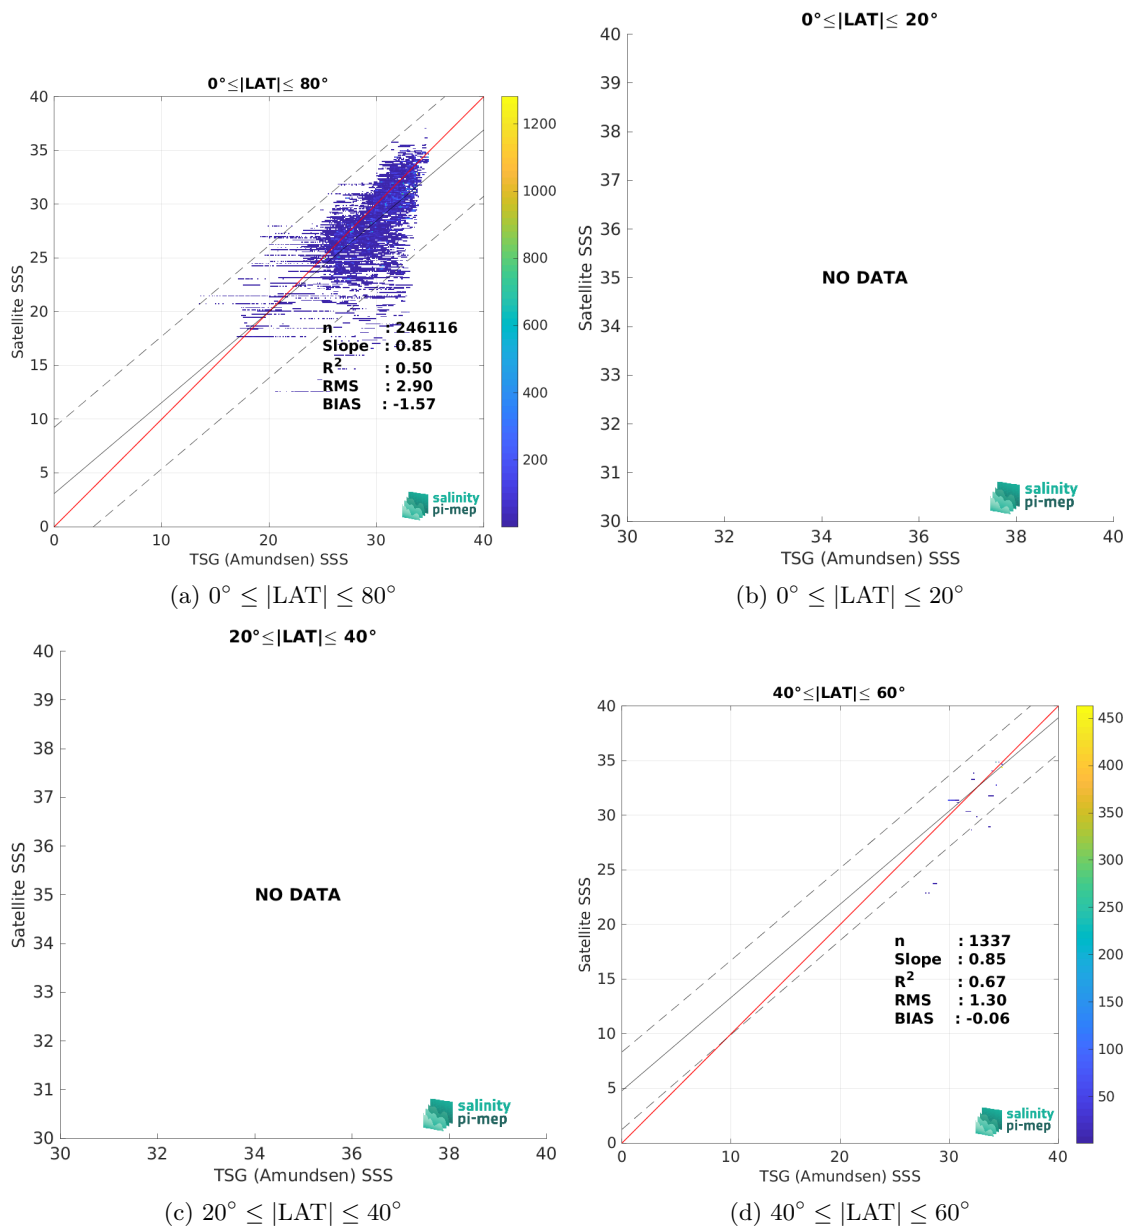 0°≤|LAT|≤ 80°
40
35
30
25
20
15
10
5
0
0
10
20
30
40
Satellite SSS
TSG (Amundsen) SSS
n : 246116
Slope : 0.85
R² : 0.50
RMS : 2.90
BIAS : -1.57
salinity
pi-mep
1200
1000
800
600
400
200
(a) 0° ≤ |LAT| ≤ 80°
0°≤|LAT|≤ 20°
40
39
38
37
36
35
34
33
32
31
30
30
32
34
36
38
40
Satellite SSS
TSG (Amundsen) SSS
NO DATA
salinity
pi-mep
(b) 0° ≤ |LAT| ≤ 20°
20°≤|LAT|≤ 40°
40
39
38
37
36
35
34
33
32
31
30
30
32
34
36
38
40
Satellite SSS
TSG (Amundsen) SSS
NO DATA
salinity
pi-mep
(c) 20° ≤ |LAT| ≤ 40°
40°≤|LAT|≤ 60°
40
35
30
25
20
15
10
5
0
0
10
20
30
40
Satellite SSS
TSG (Amundsen) SSS
n : 1337
Slope : 0.85
R² : 0.67
RMS : 1.30
BIAS : -0.06
salinity
pi-mep
450
400
350
300
250
200
150
100
50
(d) 40° ≤ |LAT| ≤ 60°